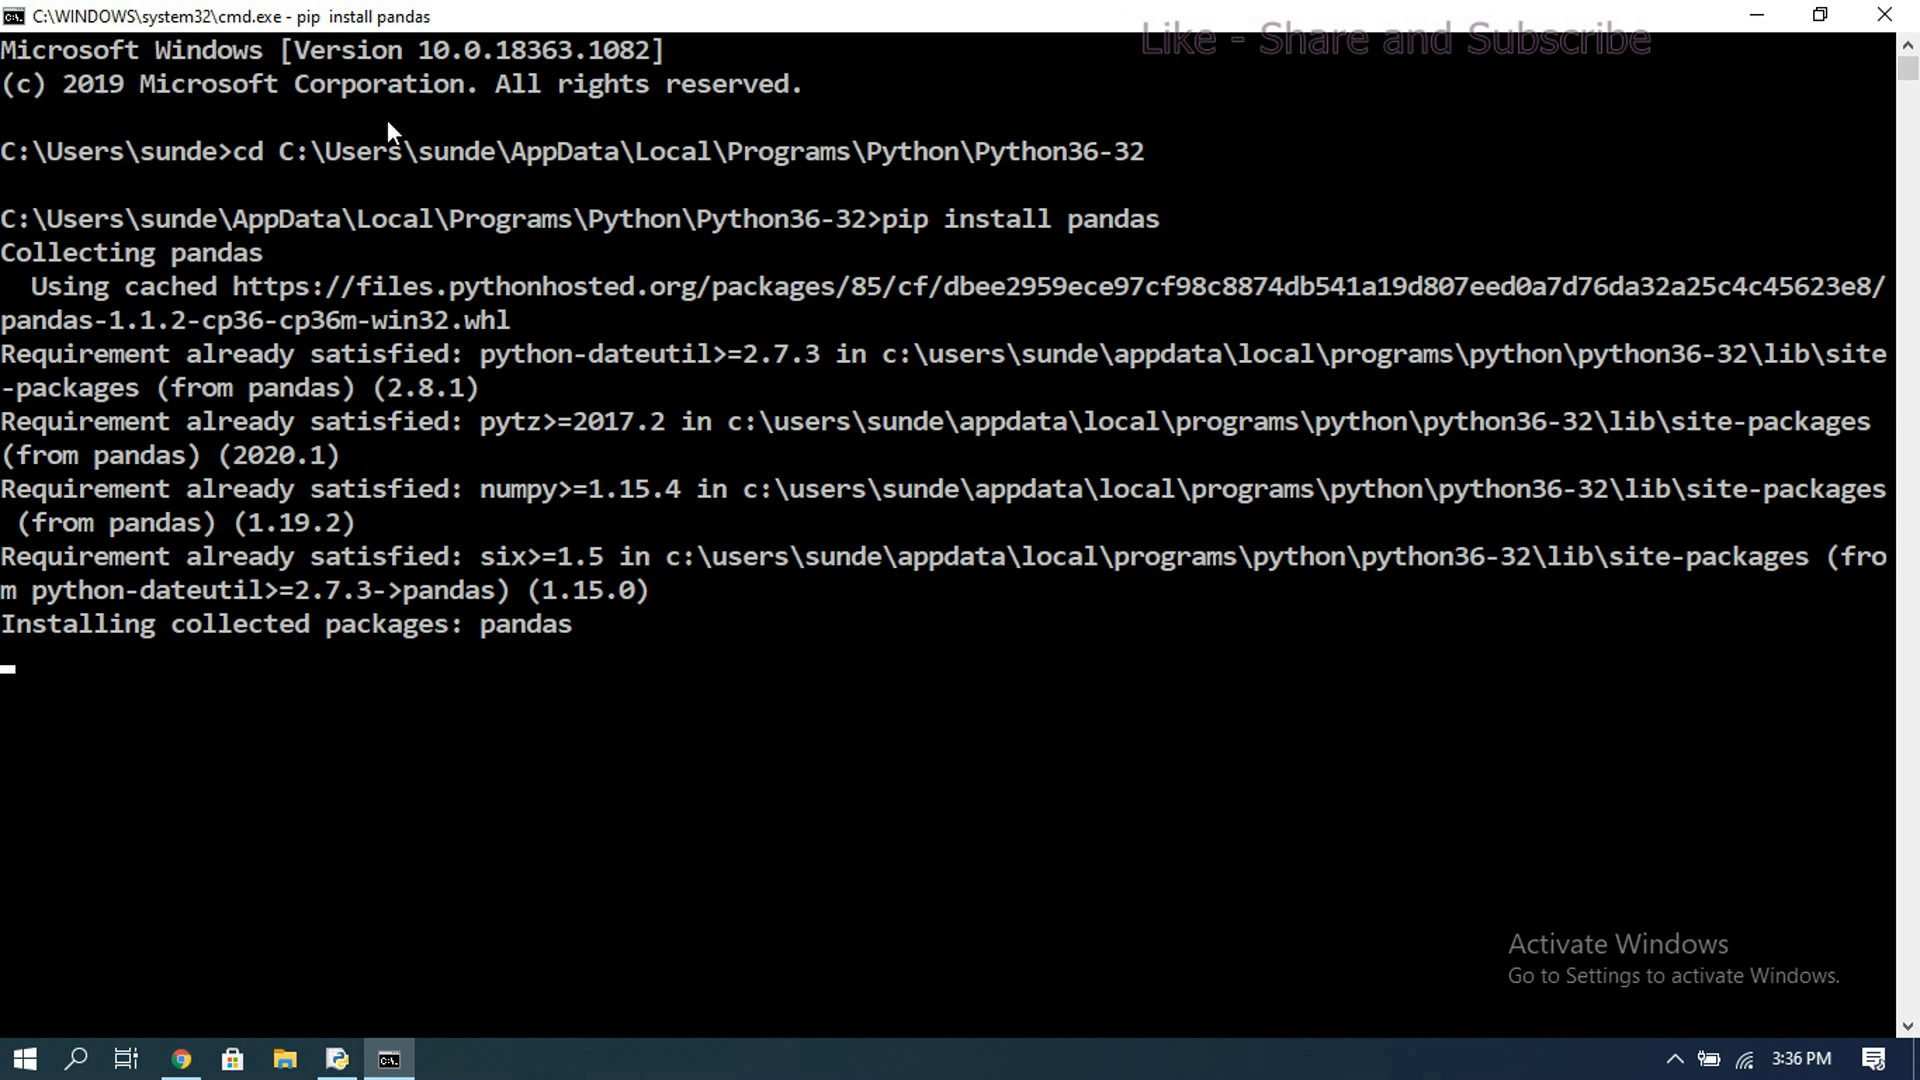 C:\WINDOWS\system32\cmd.exe - pip  install pandas
Like - Share and Subscribe
Microsoft Windows [Version 10.0.18363.1082]
(c) 2019 Microsoft Corporation. All rights reserved.
C:\Users\sunde>cd C:\Users\sunde\AppData\Local\Programs\Python\Python36-32
C:\Users\sunde\AppData\Local\Programs\Python\Python36-32>pip install pandas
Collecting pandas
  Using cached https://files.pythonhosted.org/packages/85/cf/dbee2959ece97cf98c8874db541a19d807eed0a7d76da32a25c4c45623e8/
pandas-1.1.2-cp36-cp36m-win32.whl
Requirement already satisfied: python-dateutil>=2.7.3 in c:\users\sunde\appdata\local\programs\python\python36-32\lib\site
-packages (from pandas) (2.8.1)
Requirement already satisfied: pytz>=2017.2 in c:\users\sunde\appdata\local\programs\python\python36-32\lib\site-packages
(from pandas) (2020.1)
Requirement already satisfied: numpy>=1.15.4 in c:\users\sunde\appdata\local\programs\python\python36-32\lib\site-packages
 (from pandas) (1.19.2)
Requirement already satisfied: six>=1.5 in c:\users\sunde\appdata\local\programs\python\python36-32\lib\site-packages (fro
m python-dateutil>=2.7.3->pandas) (1.15.0)
Installing collected packages: pandas
Activate Windows
Go to Settings to activate Windows.
3:36 PM